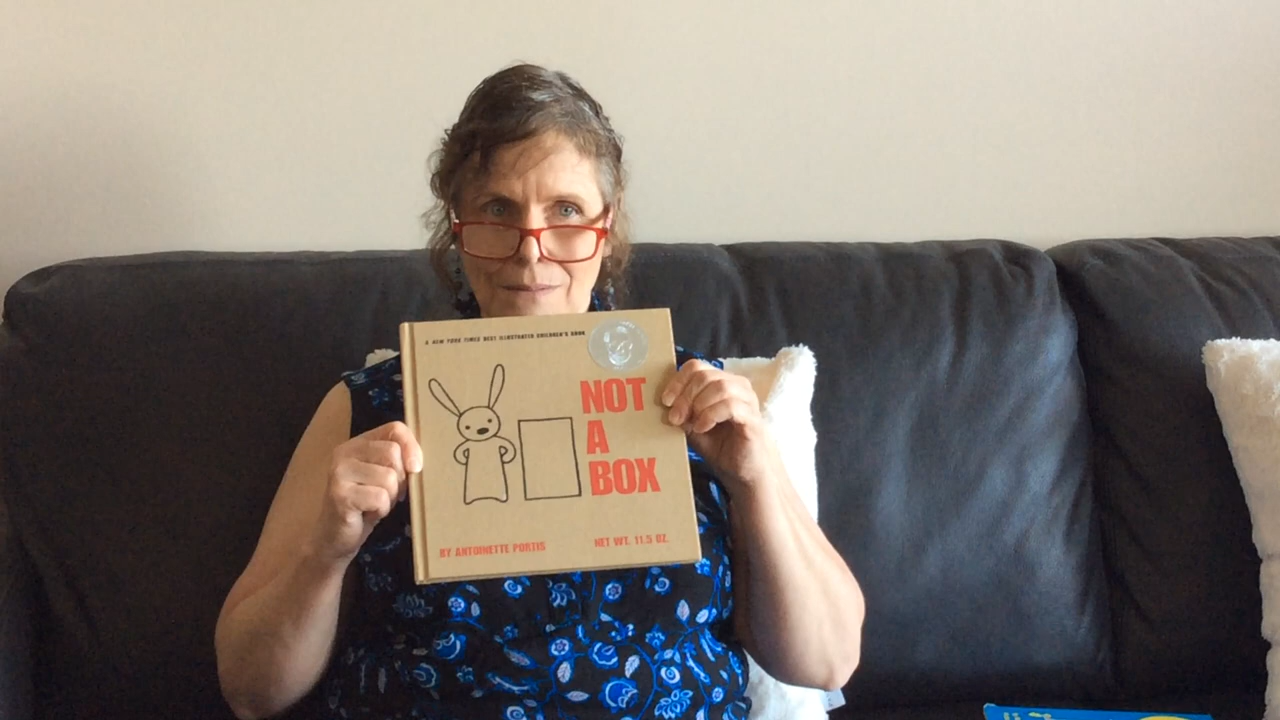 A NEW YORK TIMES BEST ILLUSTRATED CHILDREN'S BOOK
NOT
A
BOX
BY ANTOINETTE PORTIS
NET WT. 11.5 OZ.